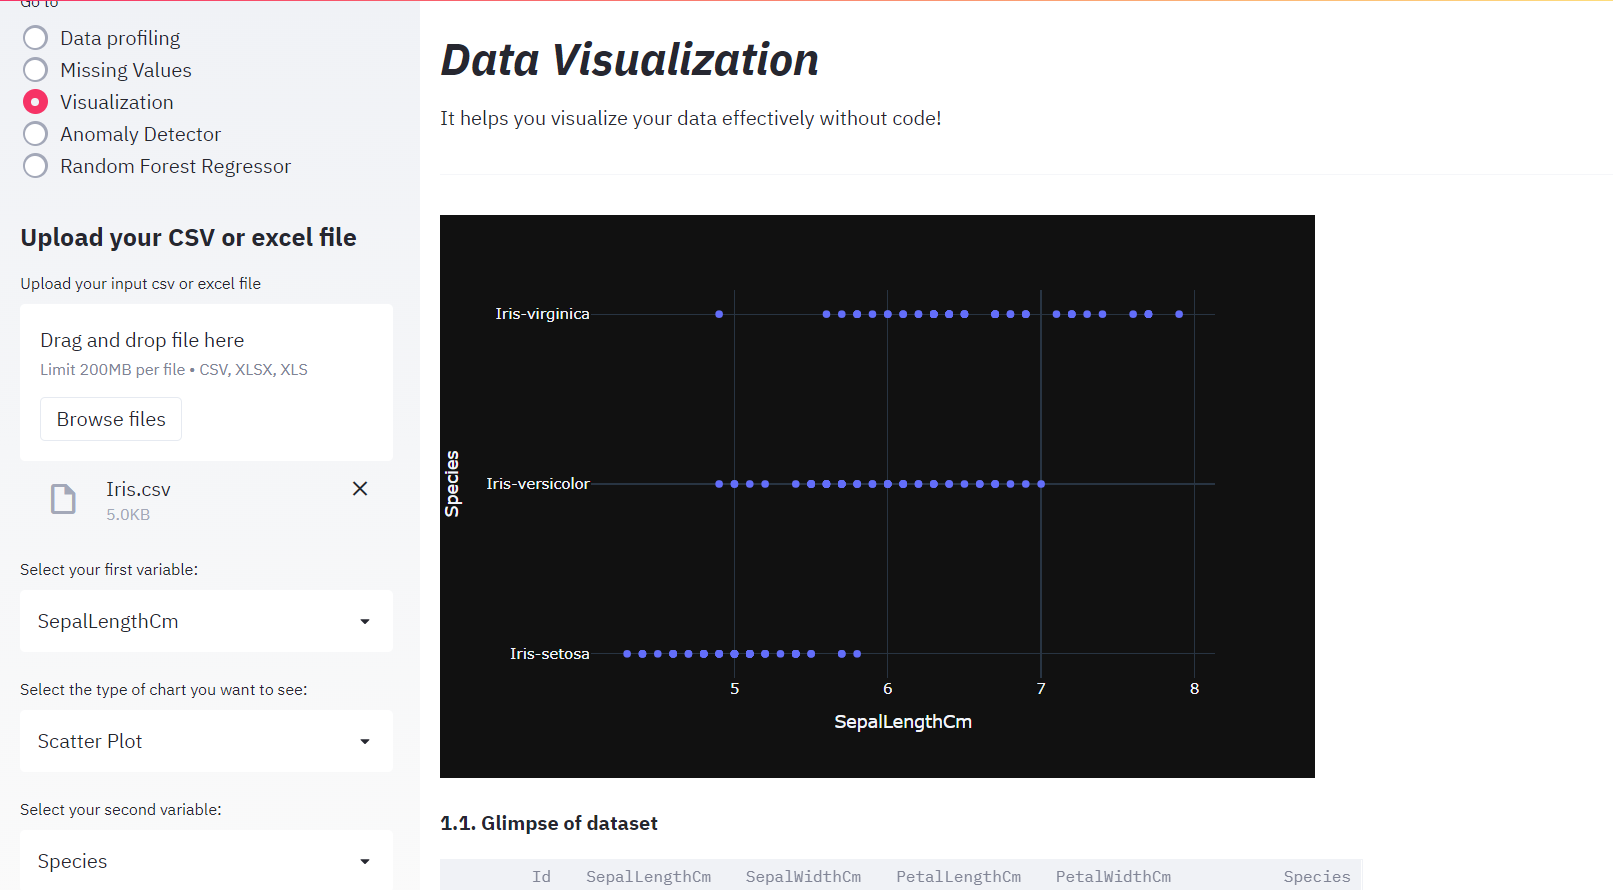 Go to
Data profiling
Missing Values
Visualization
Anomaly Detector
Random Forest Regressor
Upload your CSV or excel file
Upload your input csv or excel file
Drag and drop file here
Limit 200MB per file • CSV, XLSX, XLS
Browse files
Iris.csv
5.0KB
Select your first variable:
SepalLengthCm
Select the type of chart you want to see:
Scatter Plot
Select your second variable:
Species
Data Visualization
It helps you visualize your data effectively without code!
Species
Iris-virginica
Iris-versicolor
Iris-setosa
5 6 7 8
SepalLengthCm
1.1. Glimpse of dataset
Id SepalLengthCm SepalWidthCm PetalLengthCm PetalWidthCm Species